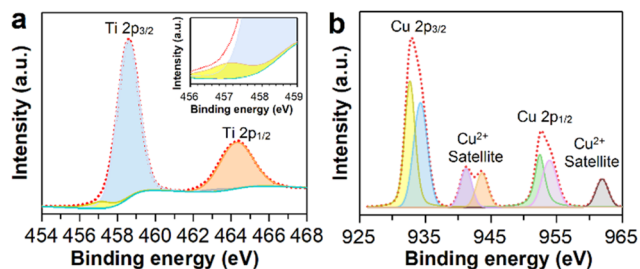 a
Ti 2p3/2
Ti 2p1/2
Intensity (a.u.)
454 456 458 460 462 464 466 468
Binding energy (eV)
Intensity (a.u.)
456 457 458 459
Binding energy (eV)
b
Cu 2p3/2
Cu²⁺
Satellite
Cu 2p1/2
Cu²⁺
Satellite
Intensity (a.u.)
925 935 945 955 965
Binding energy (eV)